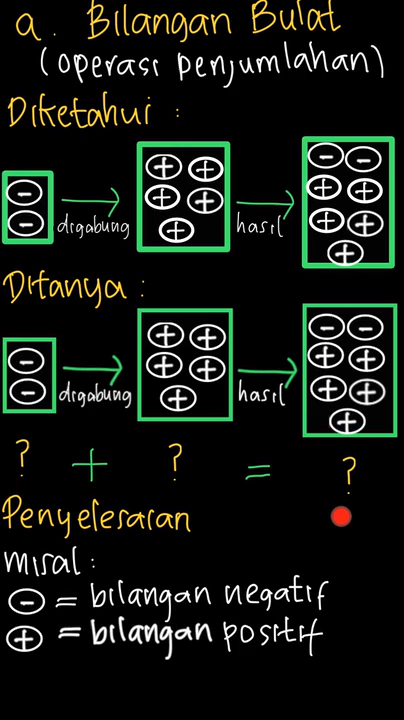 a. Bilangan Bulat
(operasi penjumlahan)
Diketahui :
⊖ ⊖ → digabung ⊕ ⊕ ⊕ ⊕ ⊕ → hasil ⊖ ⊖ ⊕ ⊕ ⊕ ⊕ ⊕
Ditanya :
⊖ ⊖ → digabung ⊕ ⊕ ⊕ ⊕ ⊕ → hasil ⊖ ⊖ ⊕ ⊕ ⊕ ⊕ ⊕
? + ? = ?
Penyelesaian
misal :
⊖ = bilangan negatif
⊕ = bilangan positif